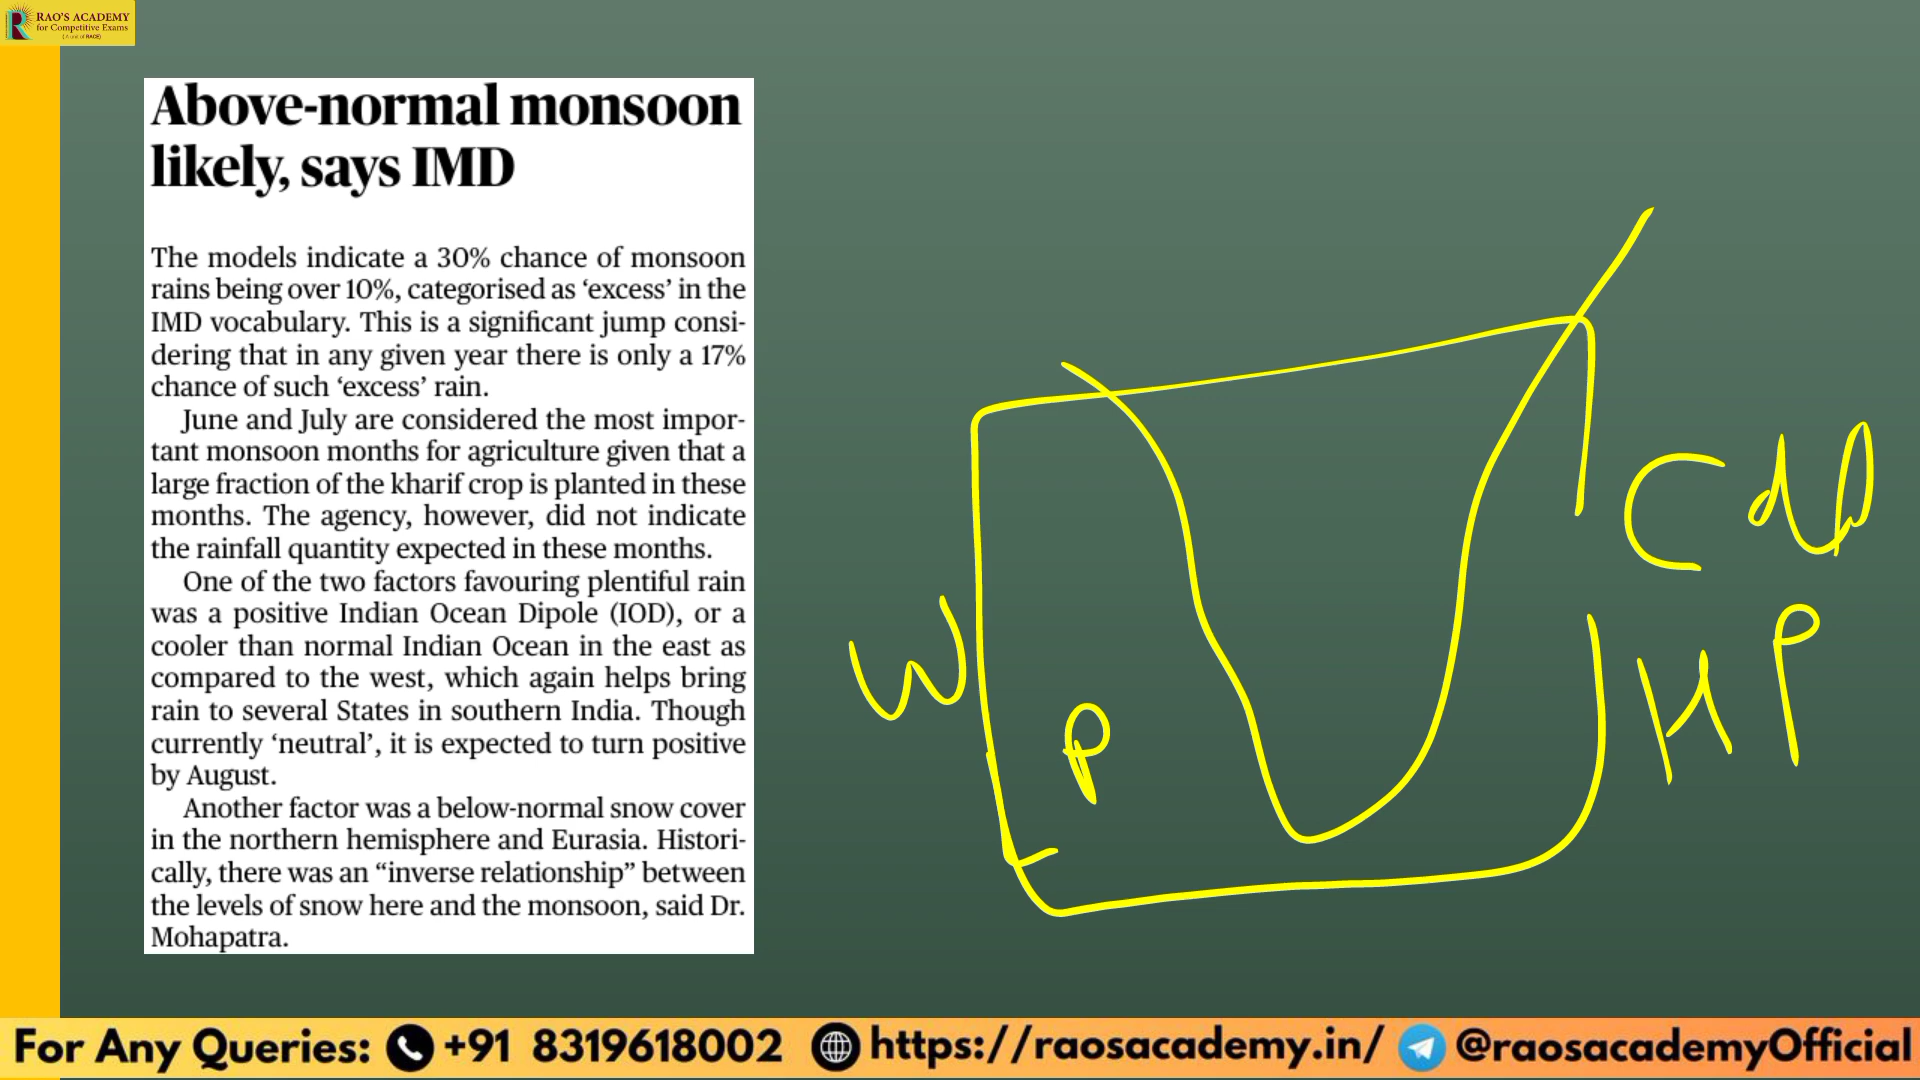 RAO'S ACADEMY
for Competitive Exams
(A unit of RACE)
Above-normal monsoon
likely, says IMD
The models indicate a 30% chance of monsoon
rains being over 10%, categorised as ‘excess’ in the
IMD vocabulary. This is a significant jump consi-
dering that in any given year there is only a 17%
chance of such ‘excess’ rain.
June and July are considered the most impor-
tant monsoon months for agriculture given that a
large fraction of the kharif crop is planted in these
months. The agency, however, did not indicate
the rainfall quantity expected in these months.
One of the two factors favouring plentiful rain
was a positive Indian Ocean Dipole (IOD), or a
cooler than normal Indian Ocean in the east as
compared to the west, which again helps bring
rain to several States in southern India. Though
currently ‘neutral’, it is expected to turn positive
by August.
Another factor was a below-normal snow cover
in the northern hemisphere and Eurasia. Histori-
cally, there was an “inverse relationship” between
the levels of snow here and the monsoon, said Dr.
Mohapatra.
W
P
HP
For Any Queries: +91 8319618002 https://raosacademy.in/ @raosacademyOfficial